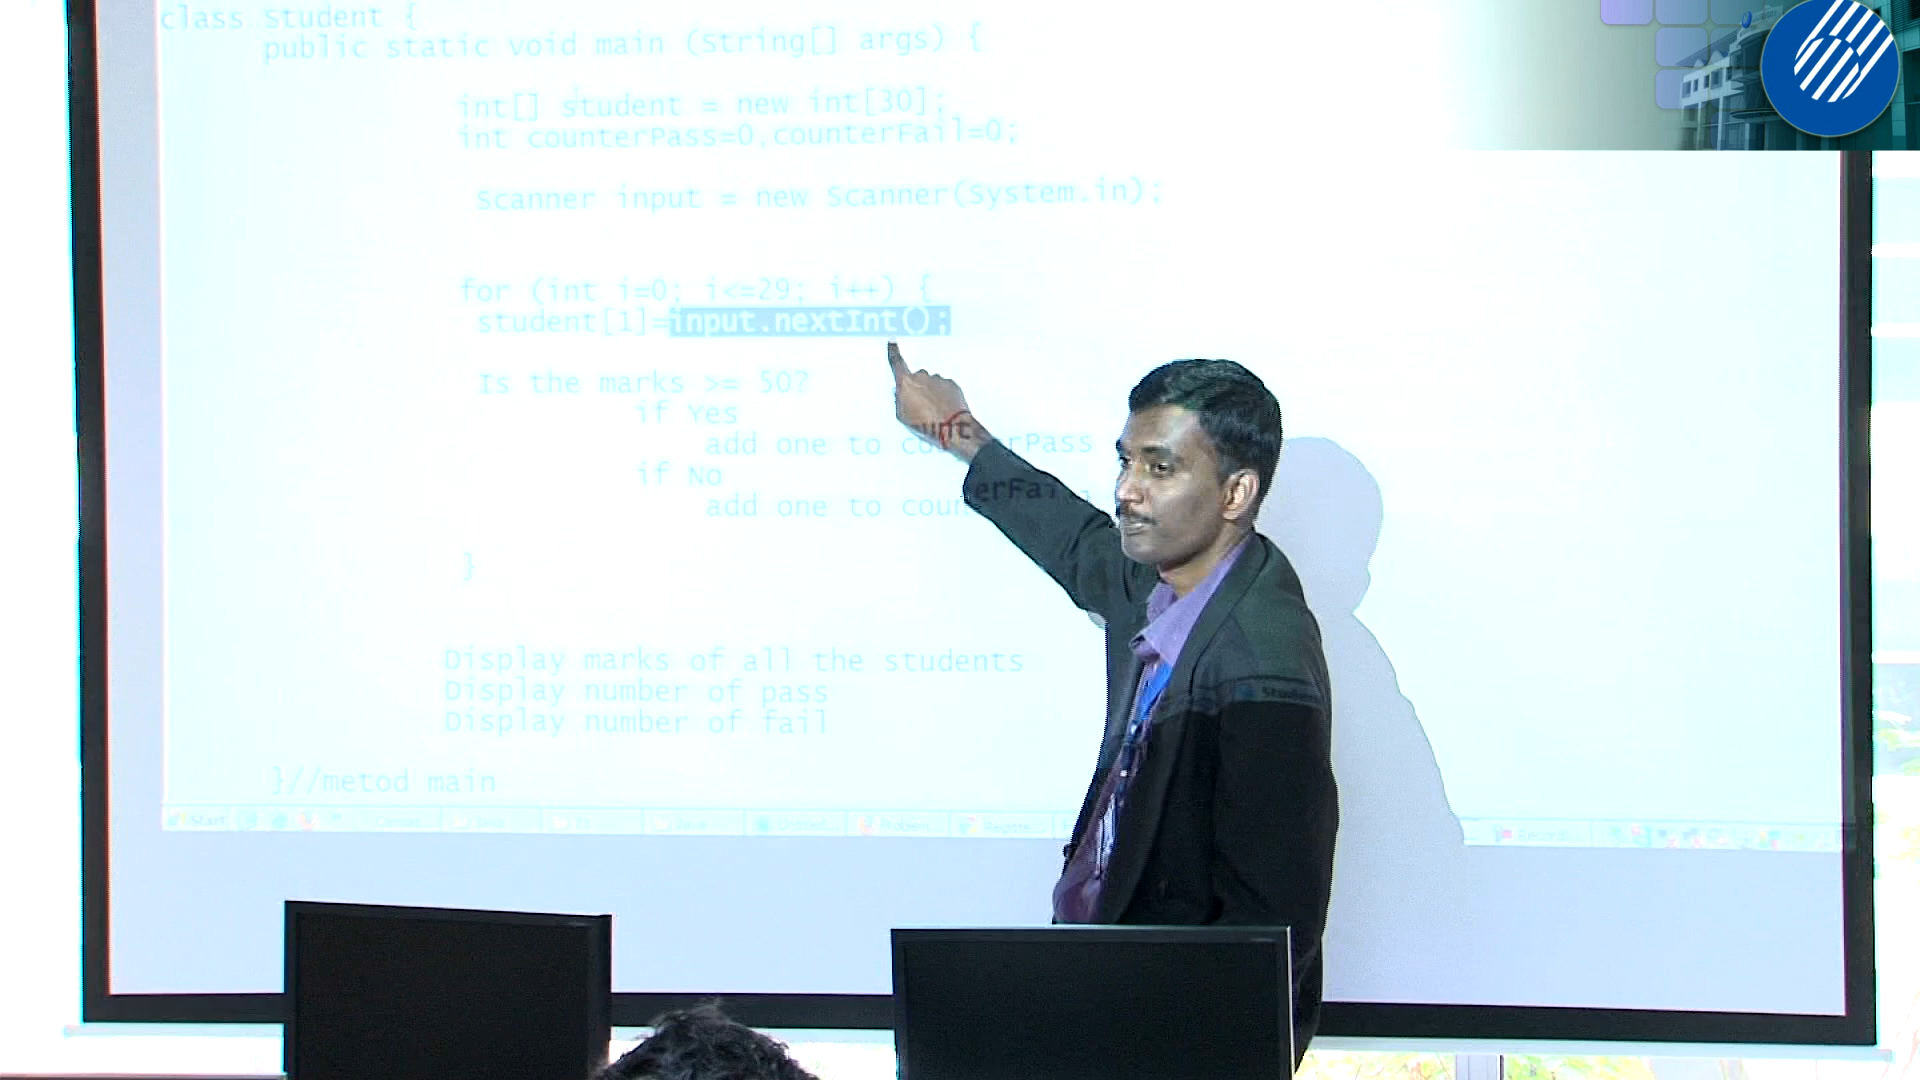 class Student {
public static void main (String[] args) {
int[] student = new int[30];
int counterPass=0,counterFail=0;
Scanner input = new Scanner(System.in);
for (int i=0; i<=29; i++) {
student[1]=input.nextInt();
Is the marks >= 50?
if Yes
add one to counterPass
if No
add one to counterFail
}
Display marks of all the students
Display number of pass
Display number of fail
}//metod main
Start